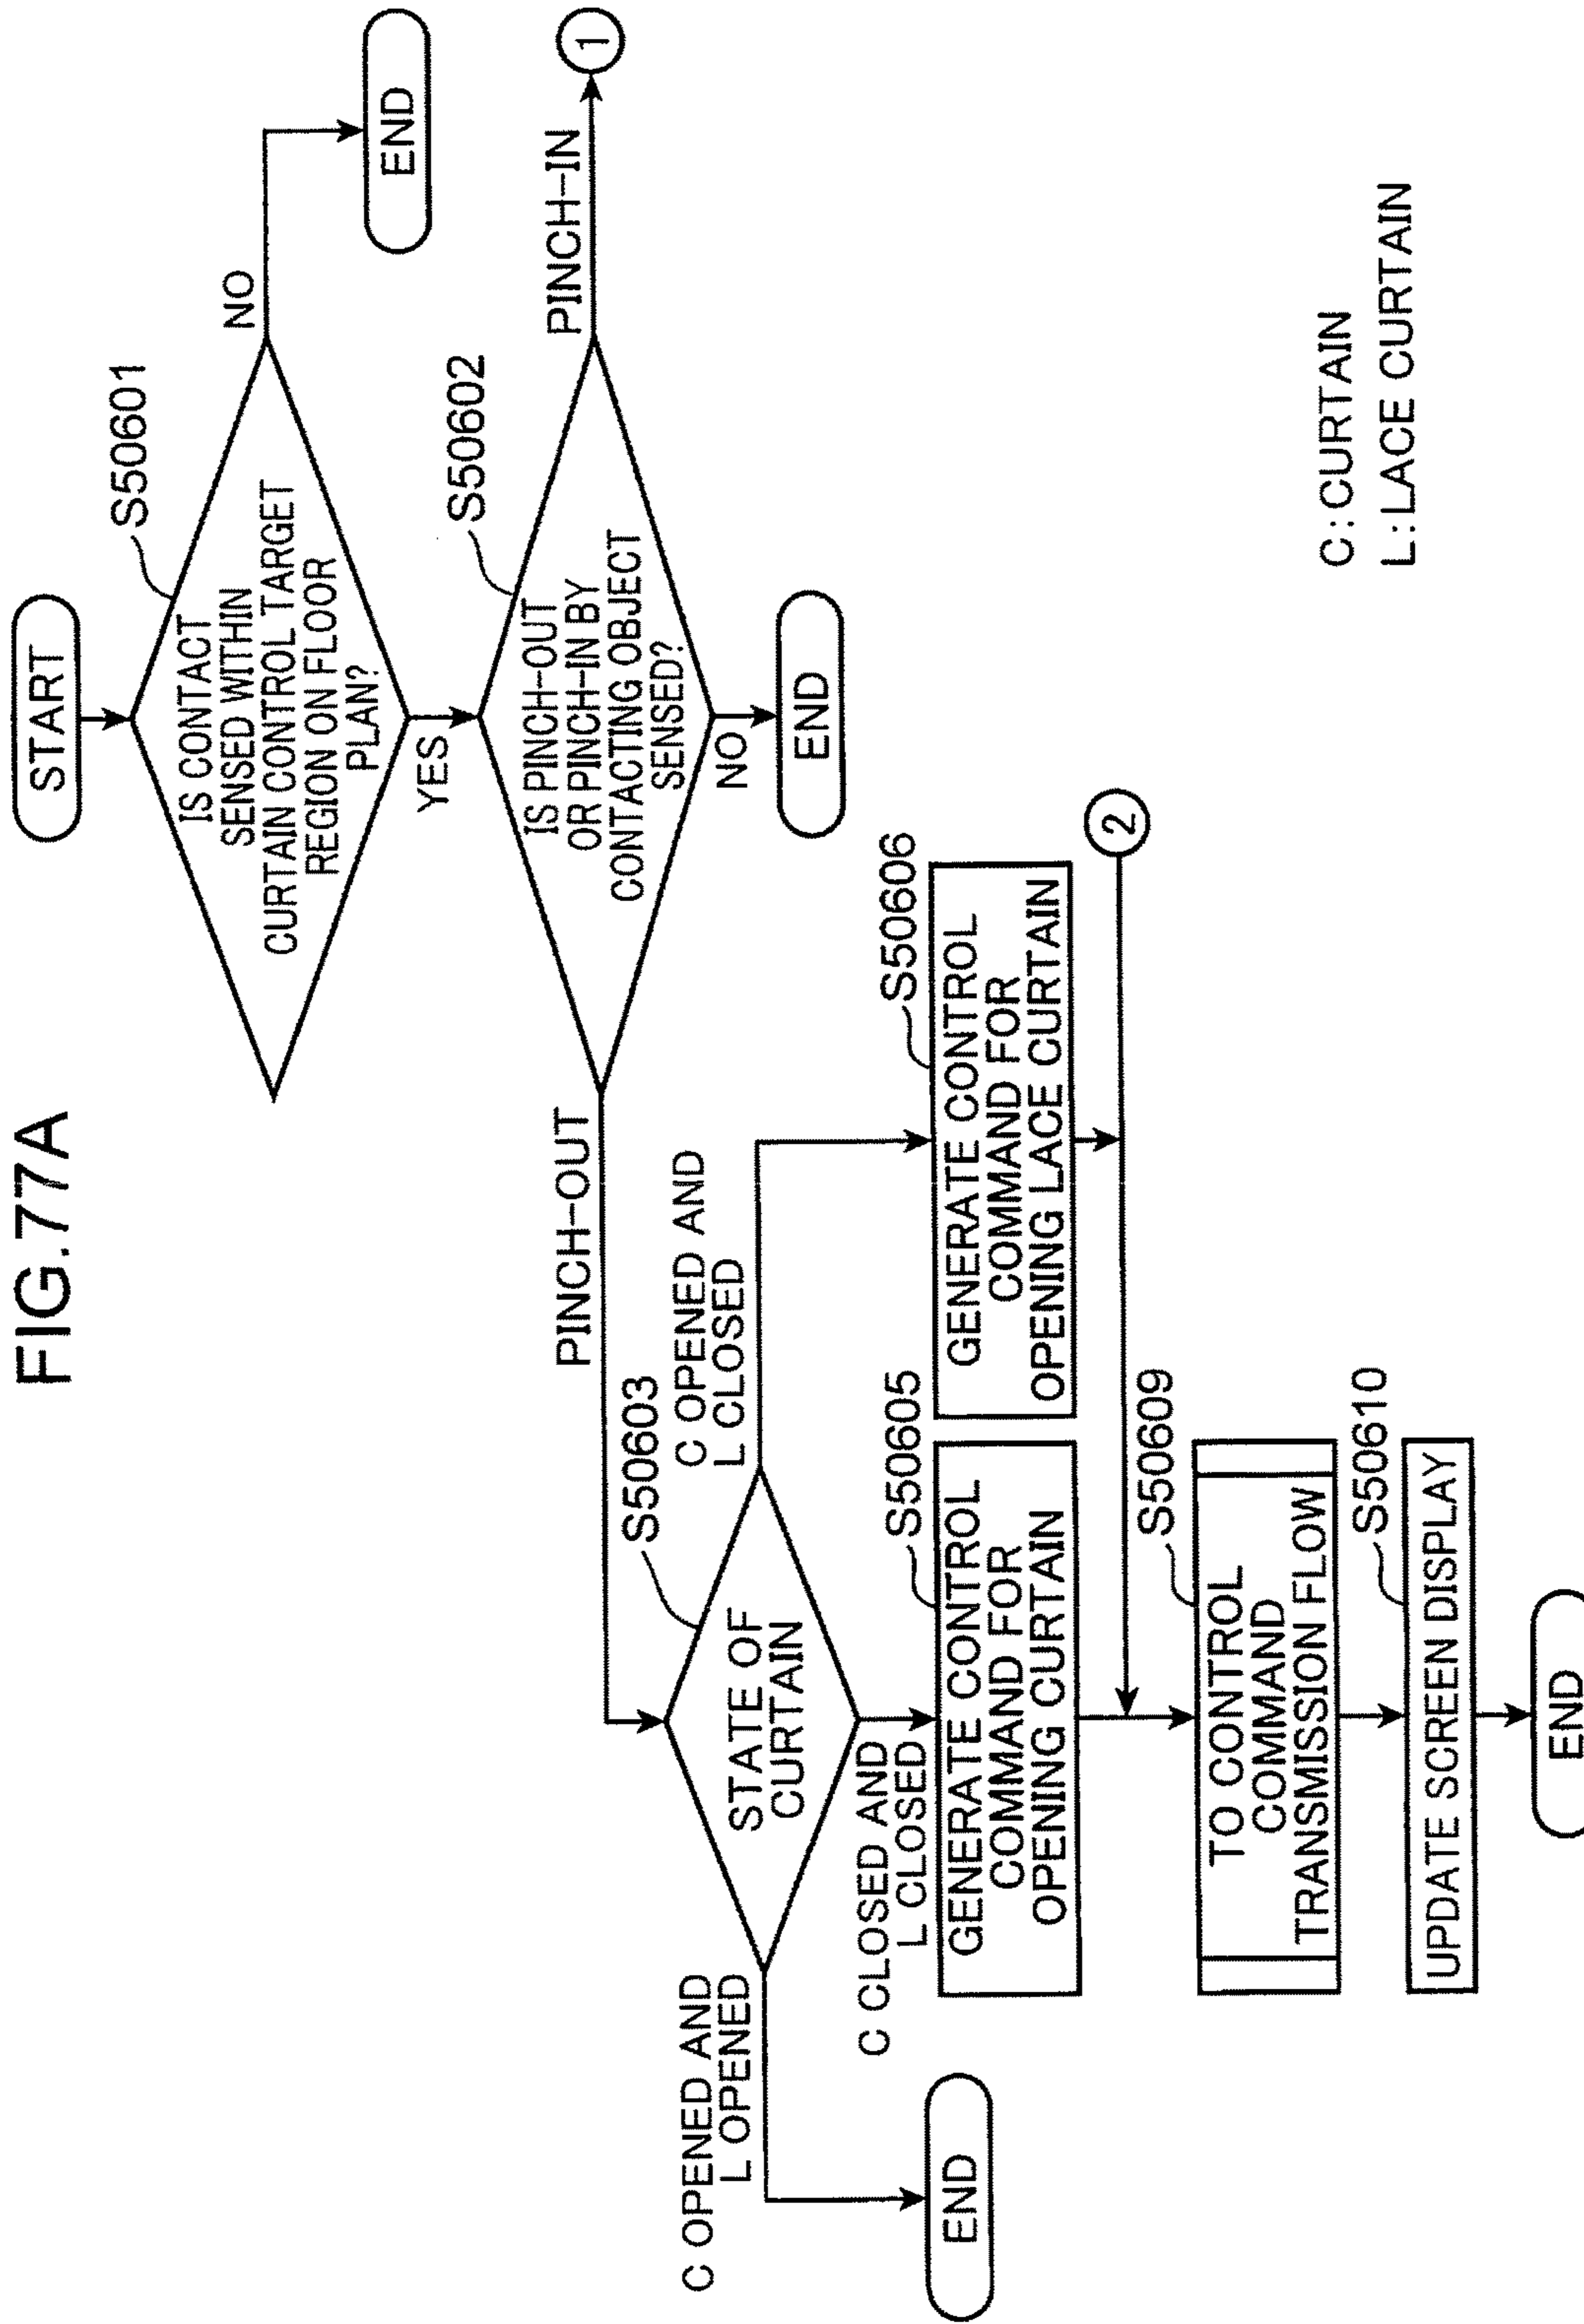 FIG.77A
START
S50601
IS CONTACT
SENSED WITHIN
CURTAIN CONTROL TARGET
REGION ON FLOOR
PLAN?
NO
END
YES
S50602
IS PINCH-OUT
OR PINCH-IN BY
CONTACTING OBJECT
SENSED?
PINCH-IN
1
NO
END
PINCH-OUT
S50603
STATE OF
CURTAIN
C OPENED AND
L OPENED
END
C CLOSED AND
L CLOSED
C OPENED AND
L CLOSED
S50605
GENERATE CONTROL
COMMAND FOR
OPENING CURTAIN
S50606
GENERATE CONTROL
COMMAND FOR
OPENING LACE CURTAIN
2
S50609
TO CONTROL
COMMAND
TRANSMISSION FLOW
S50610
UPDATE SCREEN DISPLAY
END
C:CURTAIN
L:LACE CURTAIN